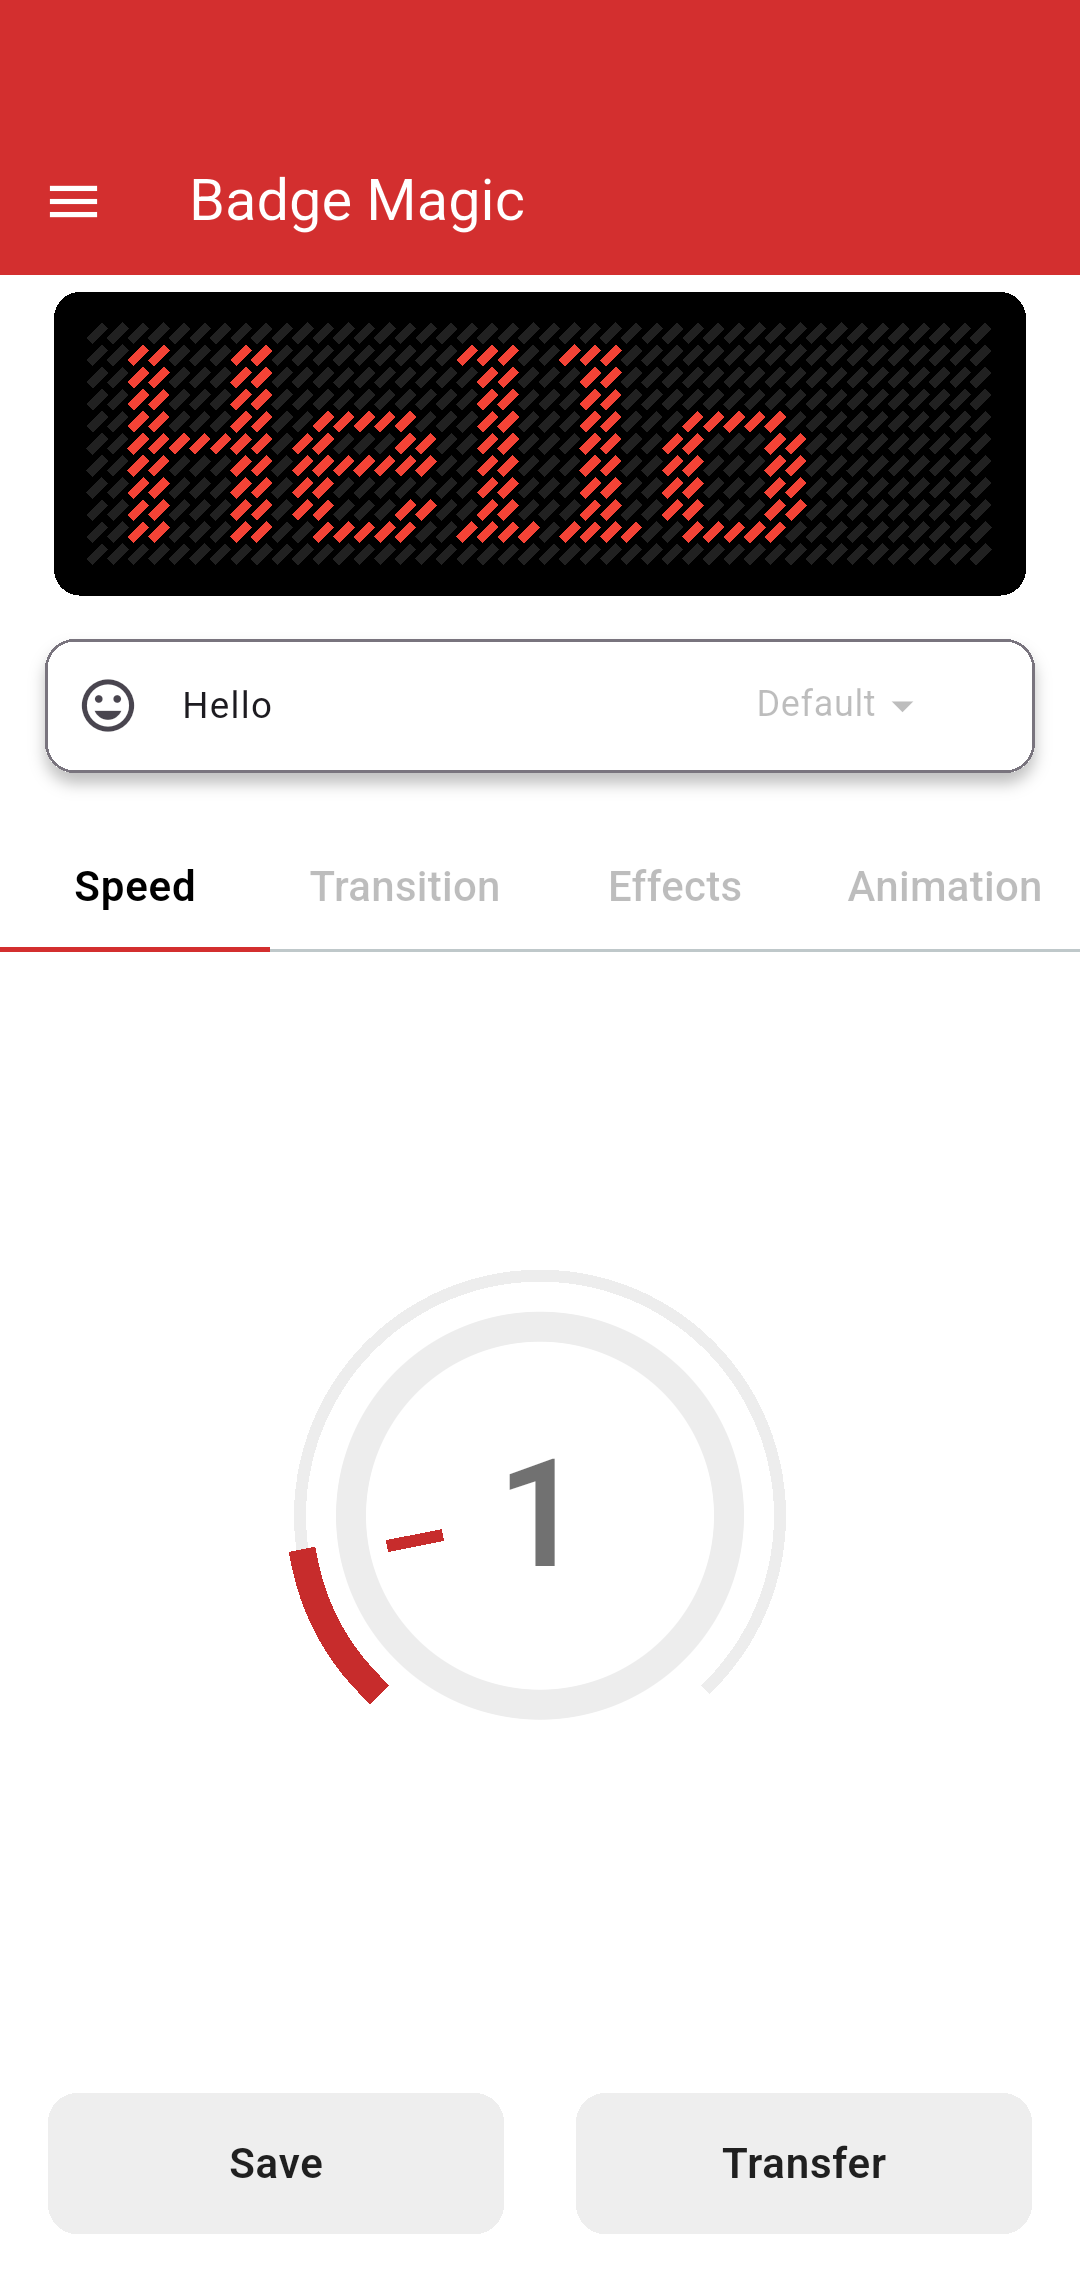 Badge Magic
Hello
Hello Default
Speed Transition Effects Animation
1
Save Transfer